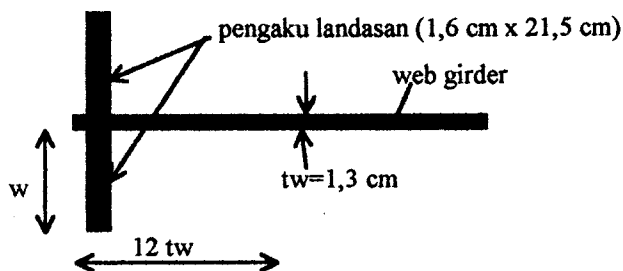 pengaku landasan (1,6 cm x 21,5 cm)
web girder
w
tw=1,3 cm
12 tw